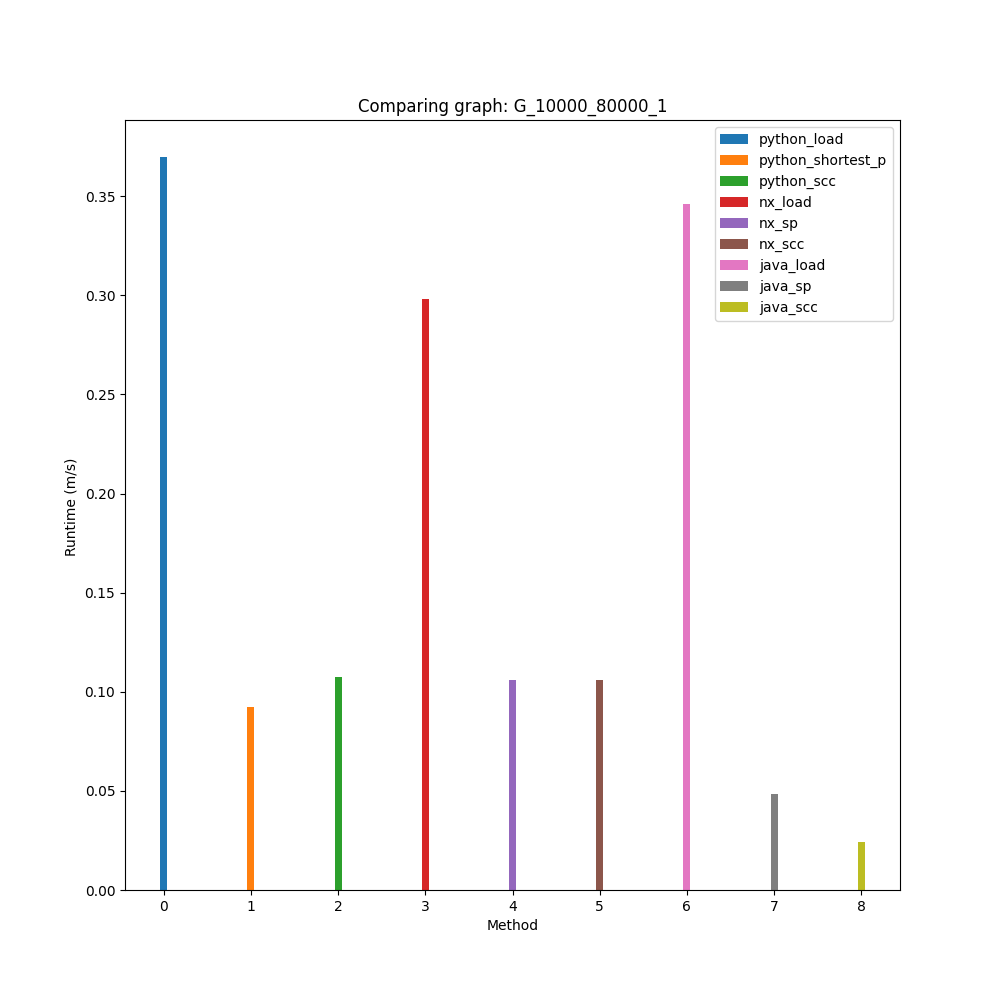 Comparing graph: G_10000_80000_1
python_load
python_shortest_p
python_scc
nx_load
nx_sp
nx_scc
java_load
java_sp
java_scc
0.35
0.30
0.25
0.20
0.15
0.10
0.05
0.00
Runtime (m/s)
0 1 2 3 4 5 6 7 8
Method